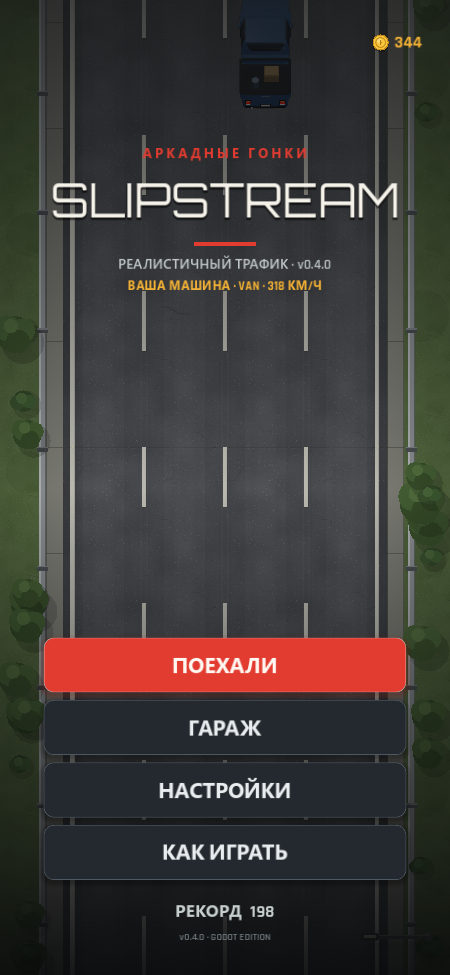 344
АРКАДНЫЕ ГОНКИ
SLIPSTREAM
РЕАЛИСТИЧНЫЙ ТРАФИК · v0.4.0
ВАША МАШИНА · VAN · 318 КМ/Ч
ПОЕХАЛИ
ГАРАЖ
НАСТРОЙКИ
КАК ИГРАТЬ
РЕКОРД 198
v0.4.0 · GODOT EDITION